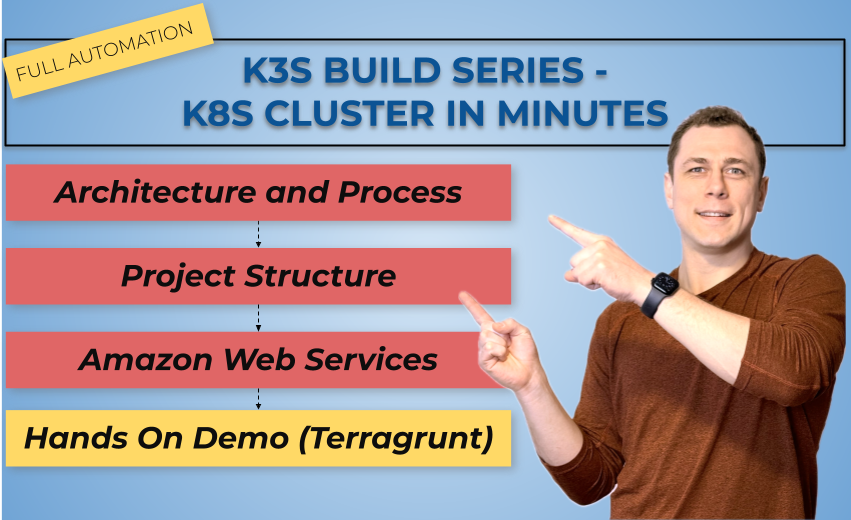 FULL AUTOMATION
K3S BUILD SERIES -
K8S CLUSTER IN MINUTES
Architecture and Process
Project Structure
Amazon Web Services
Hands On Demo (Terragrunt)